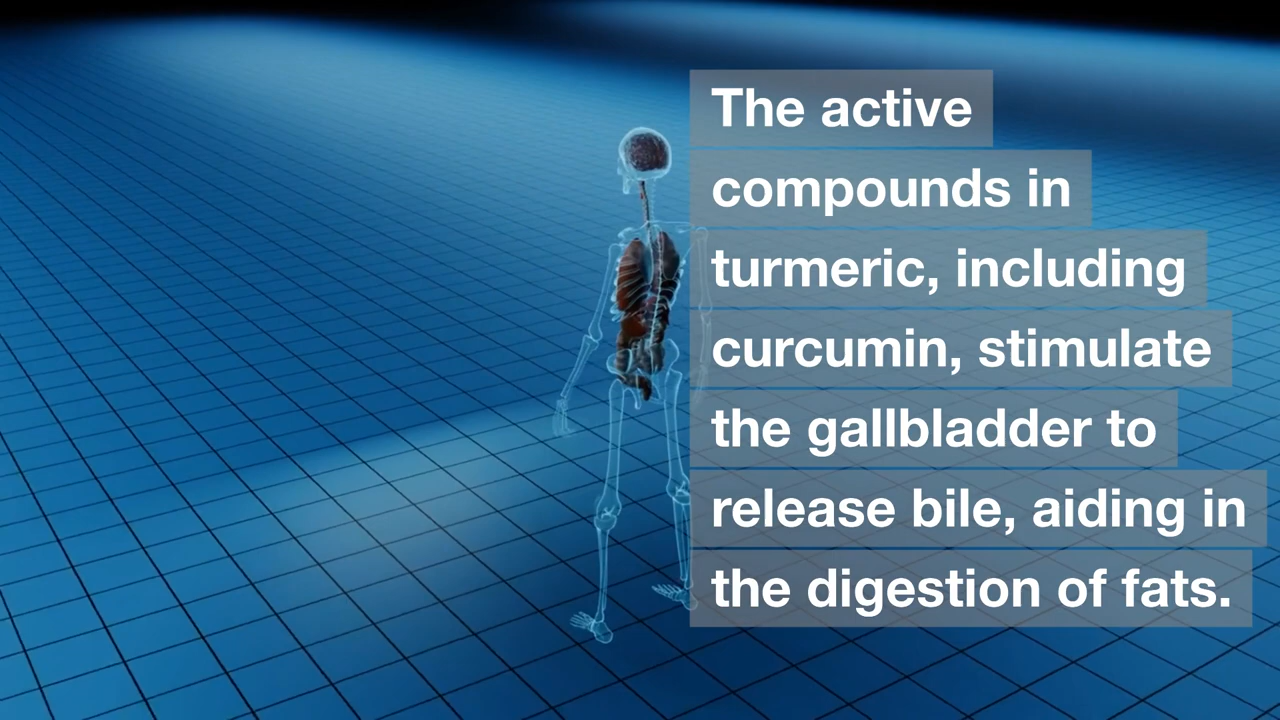 The active
compounds in
turmeric, including
curcumin, stimulate
the gallbladder to
release bile, aiding in
the digestion of fats.